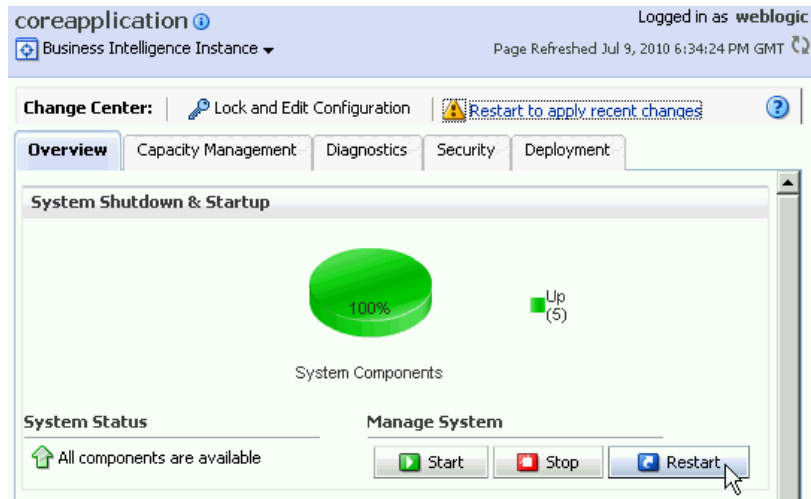 coreapplication
Logged in as weblogic
Business Intelligence Instance
Page Refreshed Jul 9, 2010 6:34:24 PM GMT
Change Center: Lock and Edit Configuration Restart to apply recent changes
Overview Capacity Management Diagnostics Security Deployment
System Shutdown & Startup
100%
Up
(5)
System Components
System Status
Manage System
All components are available
Start Stop Restart